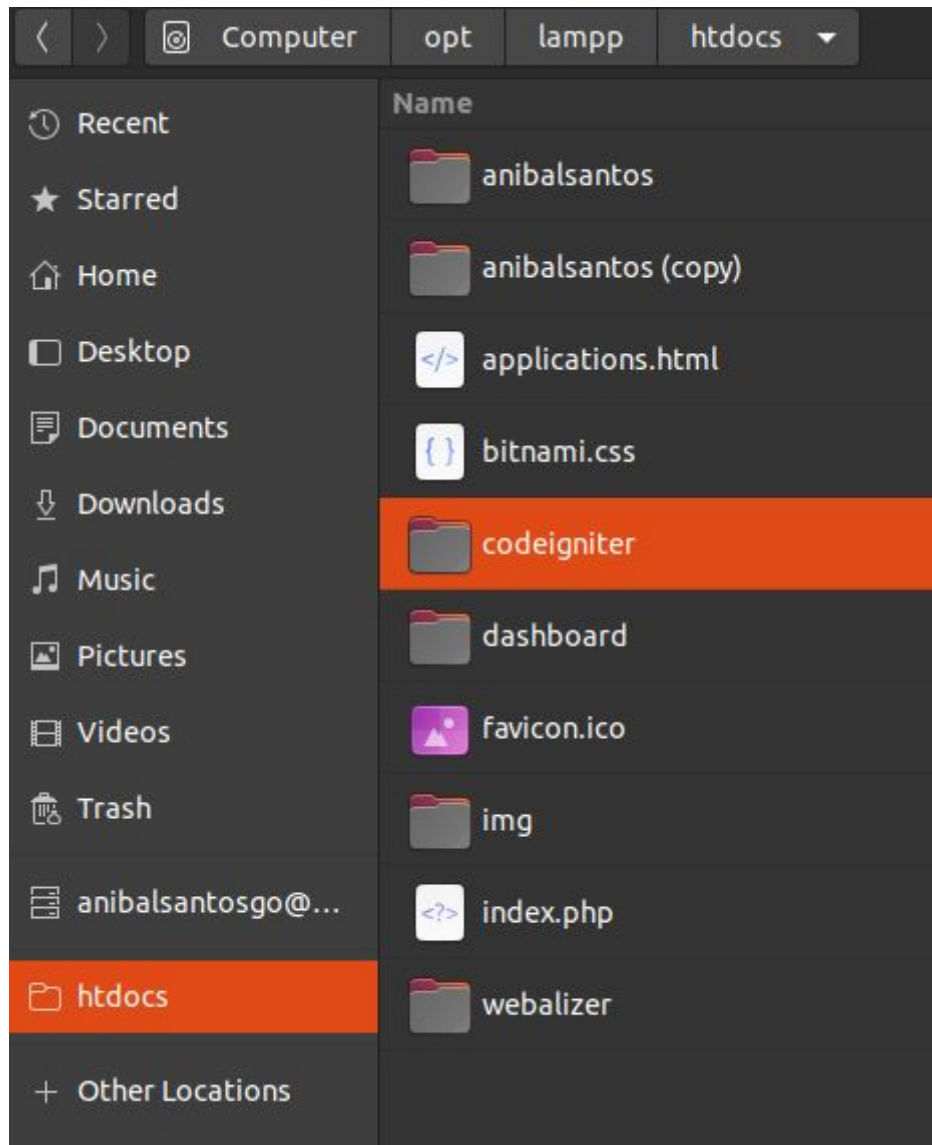 Computer opt lampp htdocs
Recent
Starred
Home
Desktop
Documents
Downloads
Music
Pictures
Videos
Trash
anibalsantosgo@...
htdocs
Other Locations
Name
anibalsantos
anibalsantos (copy)
applications.html
bitnami.css
codeigniter
dashboard
favicon.ico
img
index.php
webalizer